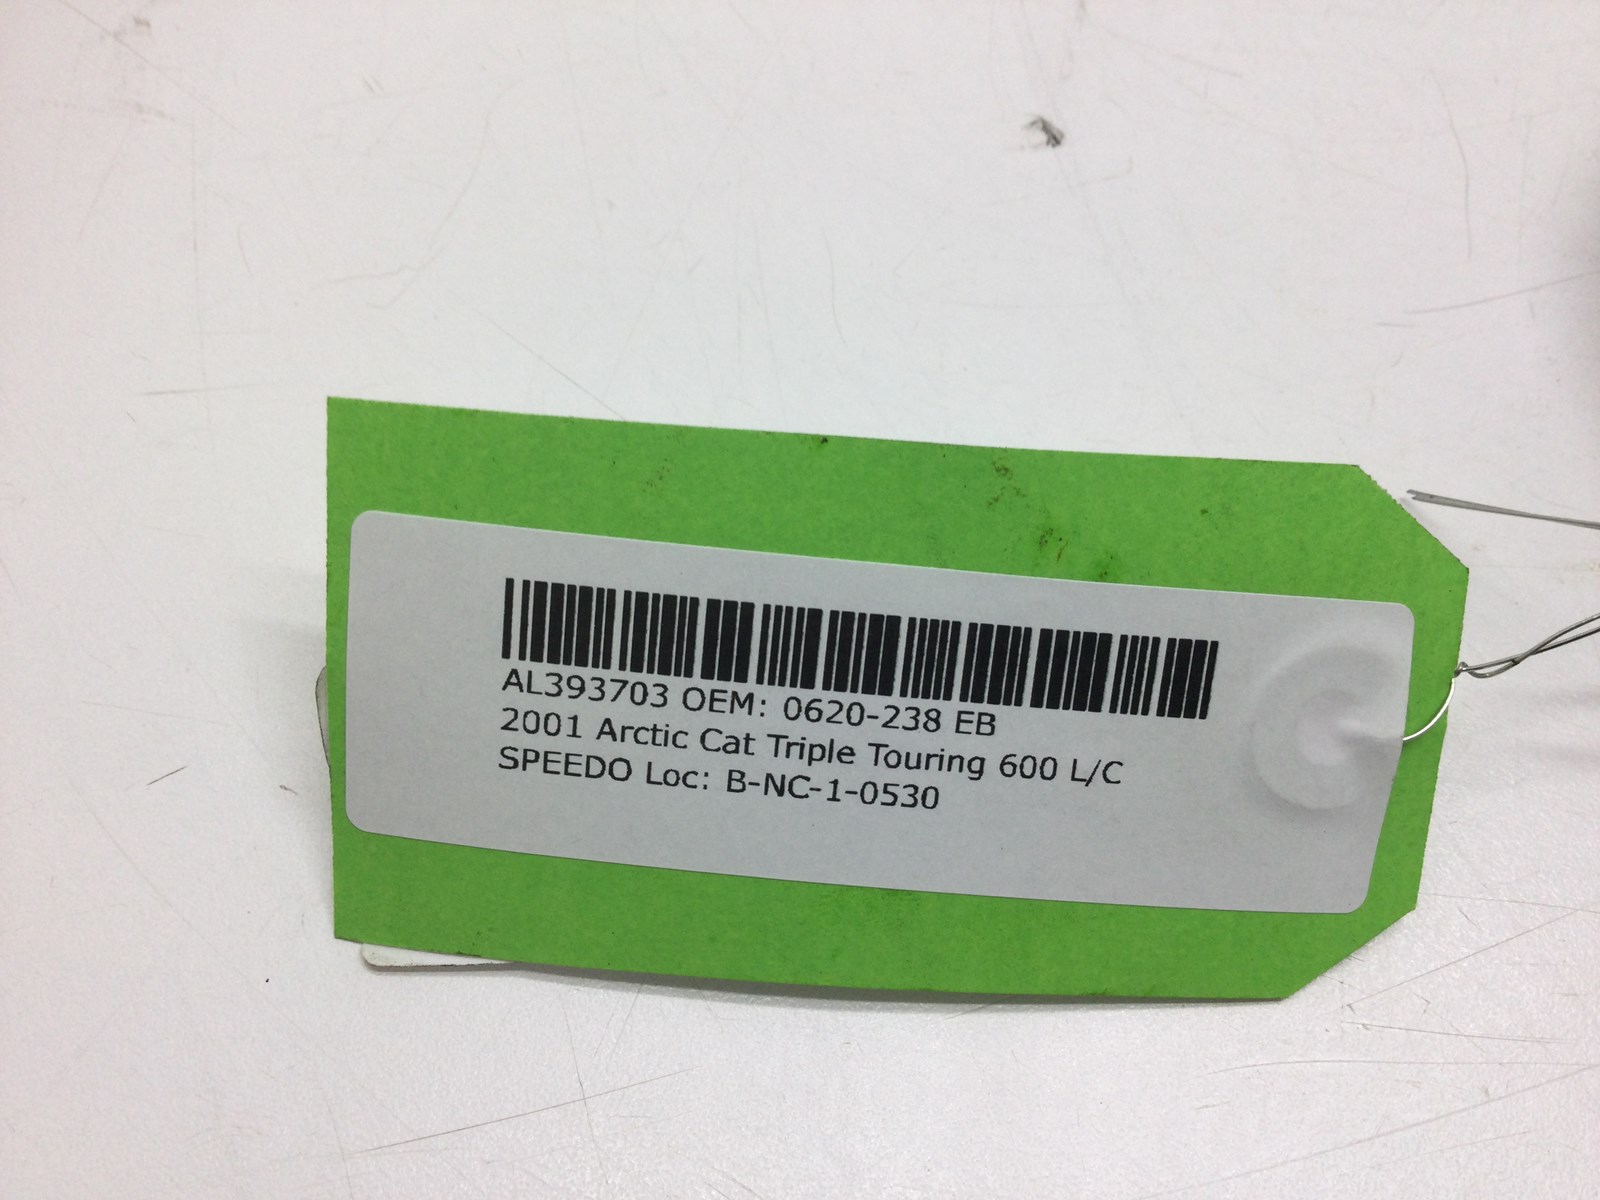 AL393703 OEM: 0620-238 EB
2001 Arctic Cat Triple Touring 600 L/C
SPEEDO Loc: B-NC-1-0530